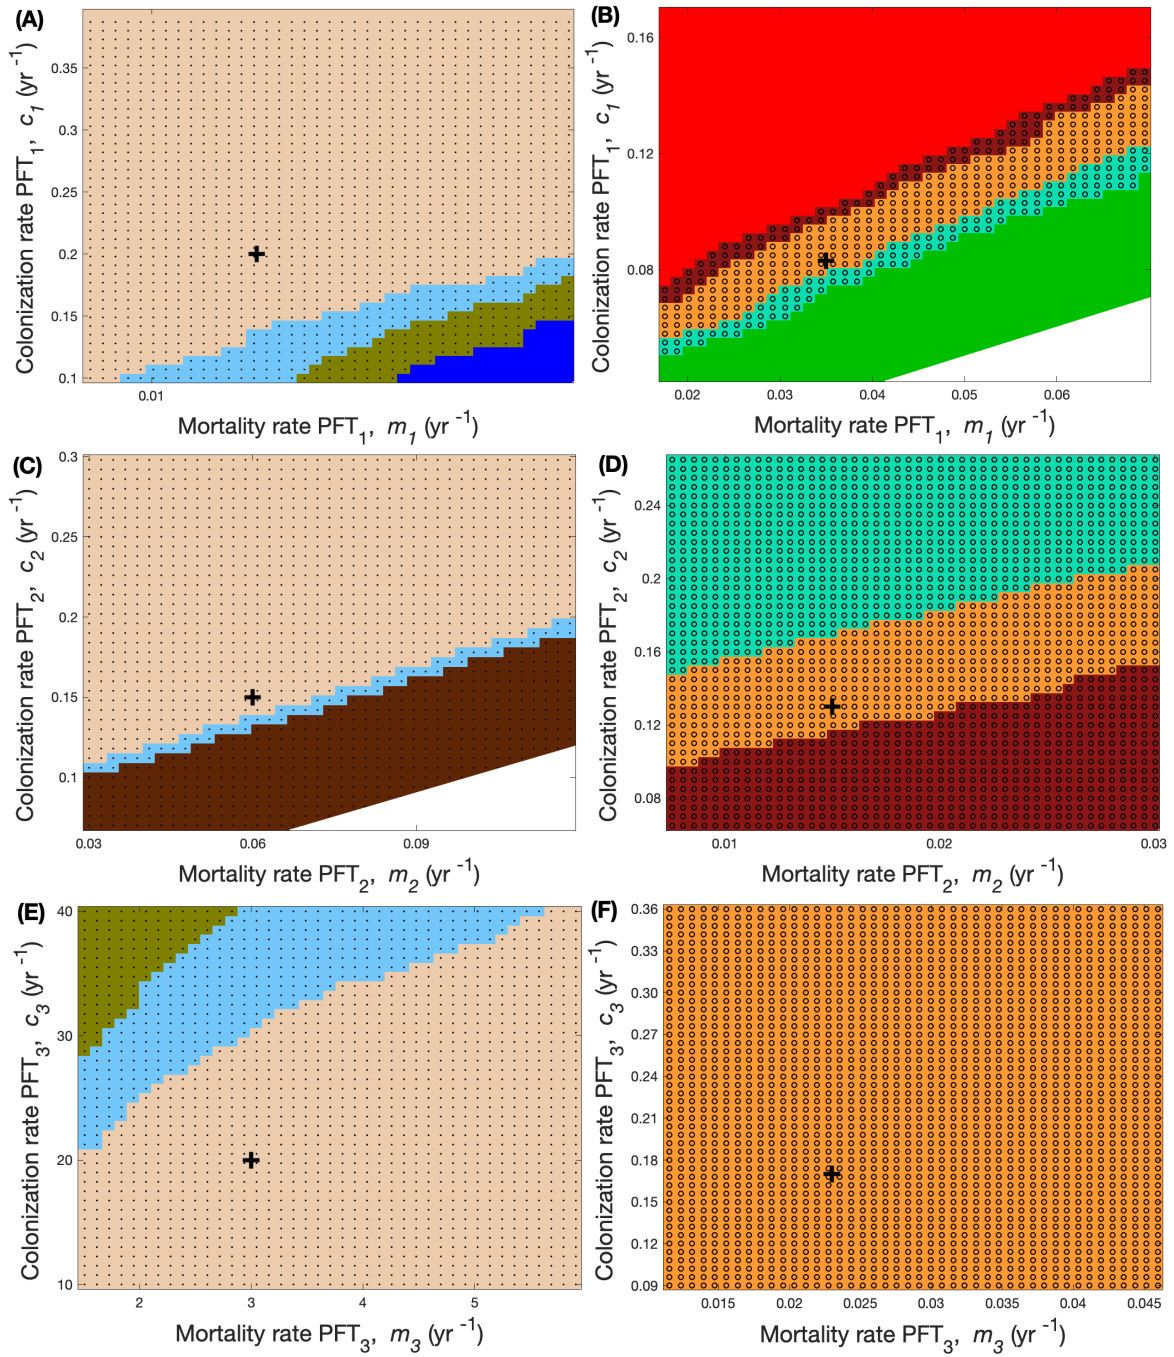 (A)
Colonization rate PFT1, c1 (yr -1)
0.35
0.3
0.25
0.2
0.15
0.1
0.01
Mortality rate PFT1, m1 (yr -1)
(B)
Colonization rate PFT1, c1 (yr -1)
0.16
0.12
0.08
0.02 0.03 0.04 0.05 0.06
Mortality rate PFT1, m1 (yr -1)
(C)
Colonization rate PFT2, c2 (yr -1)
0.3
0.25
0.2
0.15
0.1
0.03 0.06 0.09
Mortality rate PFT2, m2 (yr -1)
(D)
Colonization rate PFT2, c2 (yr -1)
0.24
0.2
0.16
0.12
0.08
0.01 0.02 0.03
Mortality rate PFT2, m2 (yr -1)
(E)
Colonization rate PFT3, c3 (yr -1)
40
30
20
10
2 3 4 5
Mortality rate PFT3, m3 (yr -1)
(F)
Colonization rate PFT3, c3 (yr -1)
0.36
0.33
0.30
0.27
0.24
0.21
0.18
0.15
0.12
0.09
0.015 0.02 0.025 0.03 0.035 0.04 0.045
Mortality rate PFT3, m3 (yr -1)